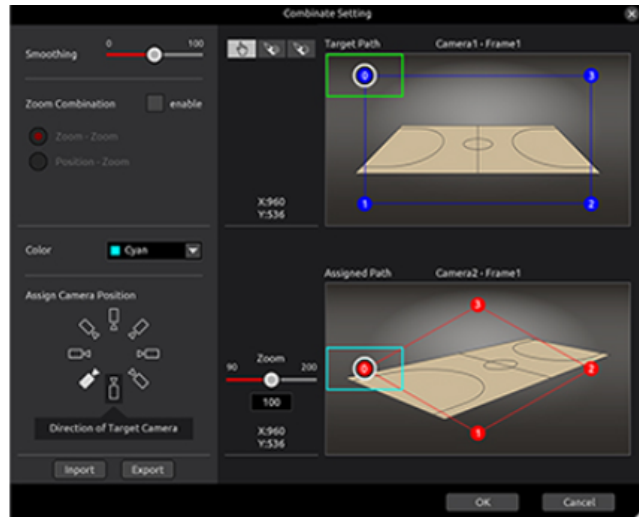 Combinate Setting
Smoothing
0
100
Zoom Combination
enable
Zoom - Zoom
Position - Zoom
Color
Cyan
Assign Camera Position
Direction of Target Camera
Inport
Export
Target Path
Camera1 - Frame1
0
3
1
2
X:960
Y:536
Assigned Path
Camera2 - Frame1
3
0
2
1
Zoom
90
200
100
X:960
Y:536
OK
Cancel